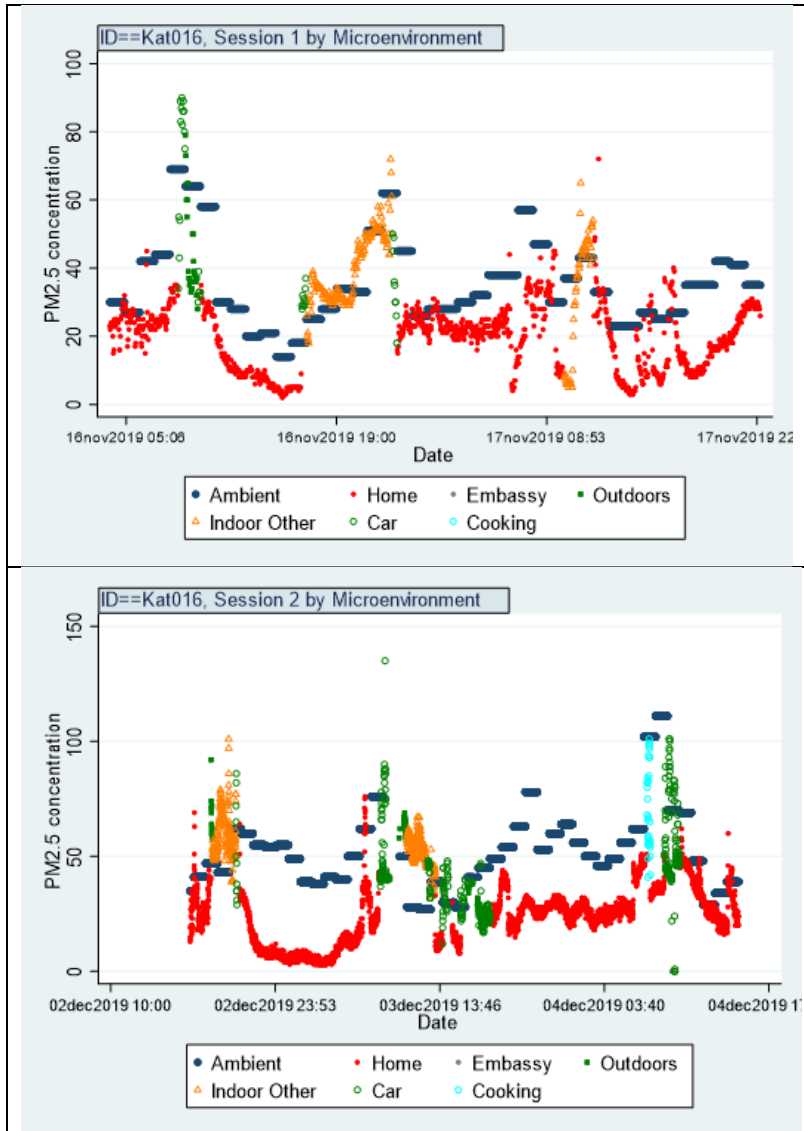 ID==Kat016, Session 1 by Microenvironment
100
80
60
40
20
0
PM2.5 concentration
16nov2019 05:06
16nov2019 19:00
17nov2019 08:53
17nov2019 22
Date
Ambient Home Embassy Outdoors
Indoor Other Car Cooking
ID==Kat016, Session 2 by Microenvironment
150
100
50
0
PM2.5 concentration
02dec2019 10:00
02dec2019 23:53
03dec2019 13:46
04dec2019 03:40
04dec2019 17
Date
Ambient Home Embassy Outdoors
Indoor Other Car Cooking